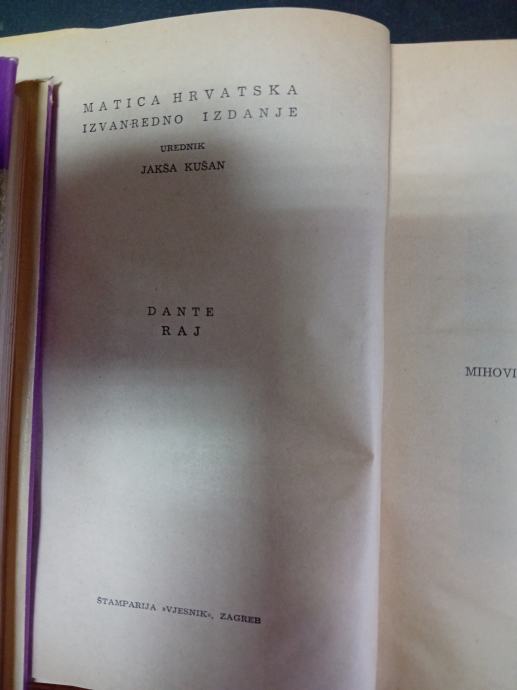 MATICA HRVATSKA
IZVANREDNO IZDANJE
UREDNIK
JAKŠA KUŠAN
DANTE
RAJ
ŠTAMPARIJA »VJESNIK«, ZAGREB
MIHOVI